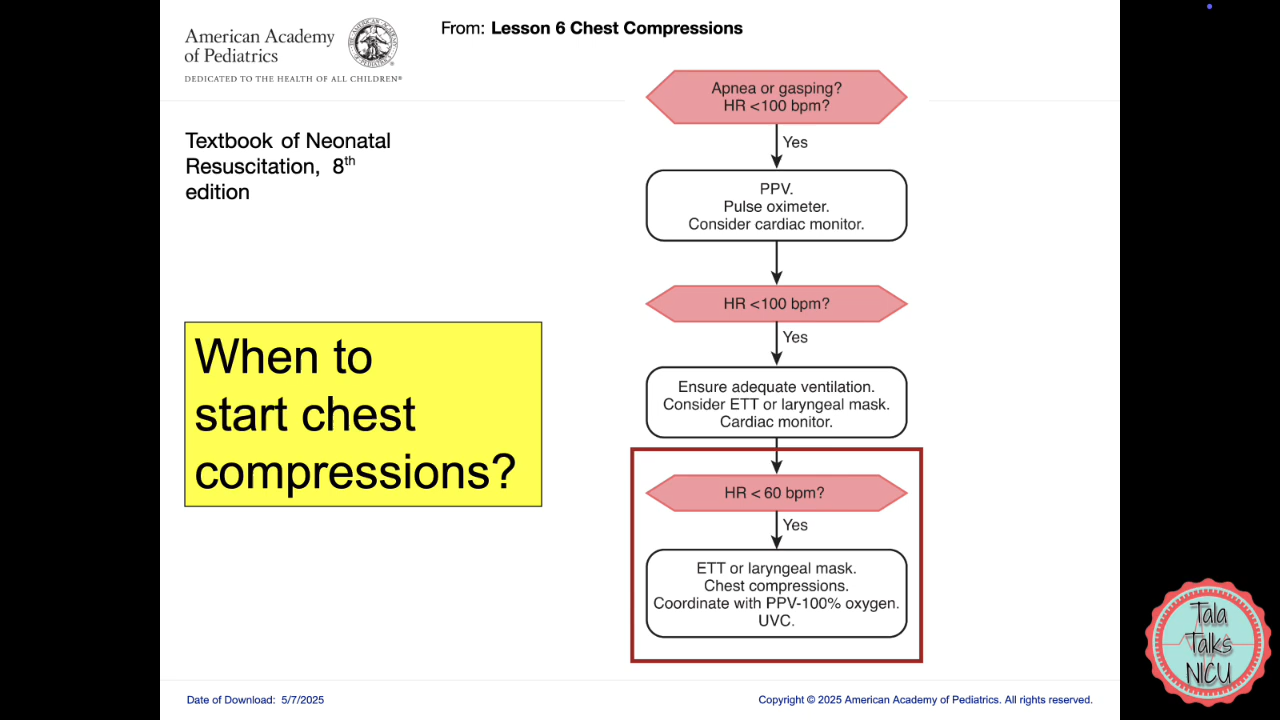 American Academy
of Pediatrics
DEDICATED TO THE HEALTH OF ALL CHILDREN®
From: Lesson 6 Chest Compressions
Textbook of Neonatal
Resuscitation, 8th
edition
When to
start chest
compressions?
Apnea or gasping?
HR <100 bpm?
Yes
PPV.
Pulse oximeter.
Consider cardiac monitor.
HR <100 bpm?
Yes
Ensure adequate ventilation.
Consider ETT or laryngeal mask.
Cardiac monitor.
HR < 60 bpm?
Yes
ETT or laryngeal mask.
Chest compressions.
Coordinate with PPV-100% oxygen.
UVC.
Date of Download: 5/7/2025
Copyright © 2025 American Academy of Pediatrics. All rights reserved.
Tala
Talks
NICU